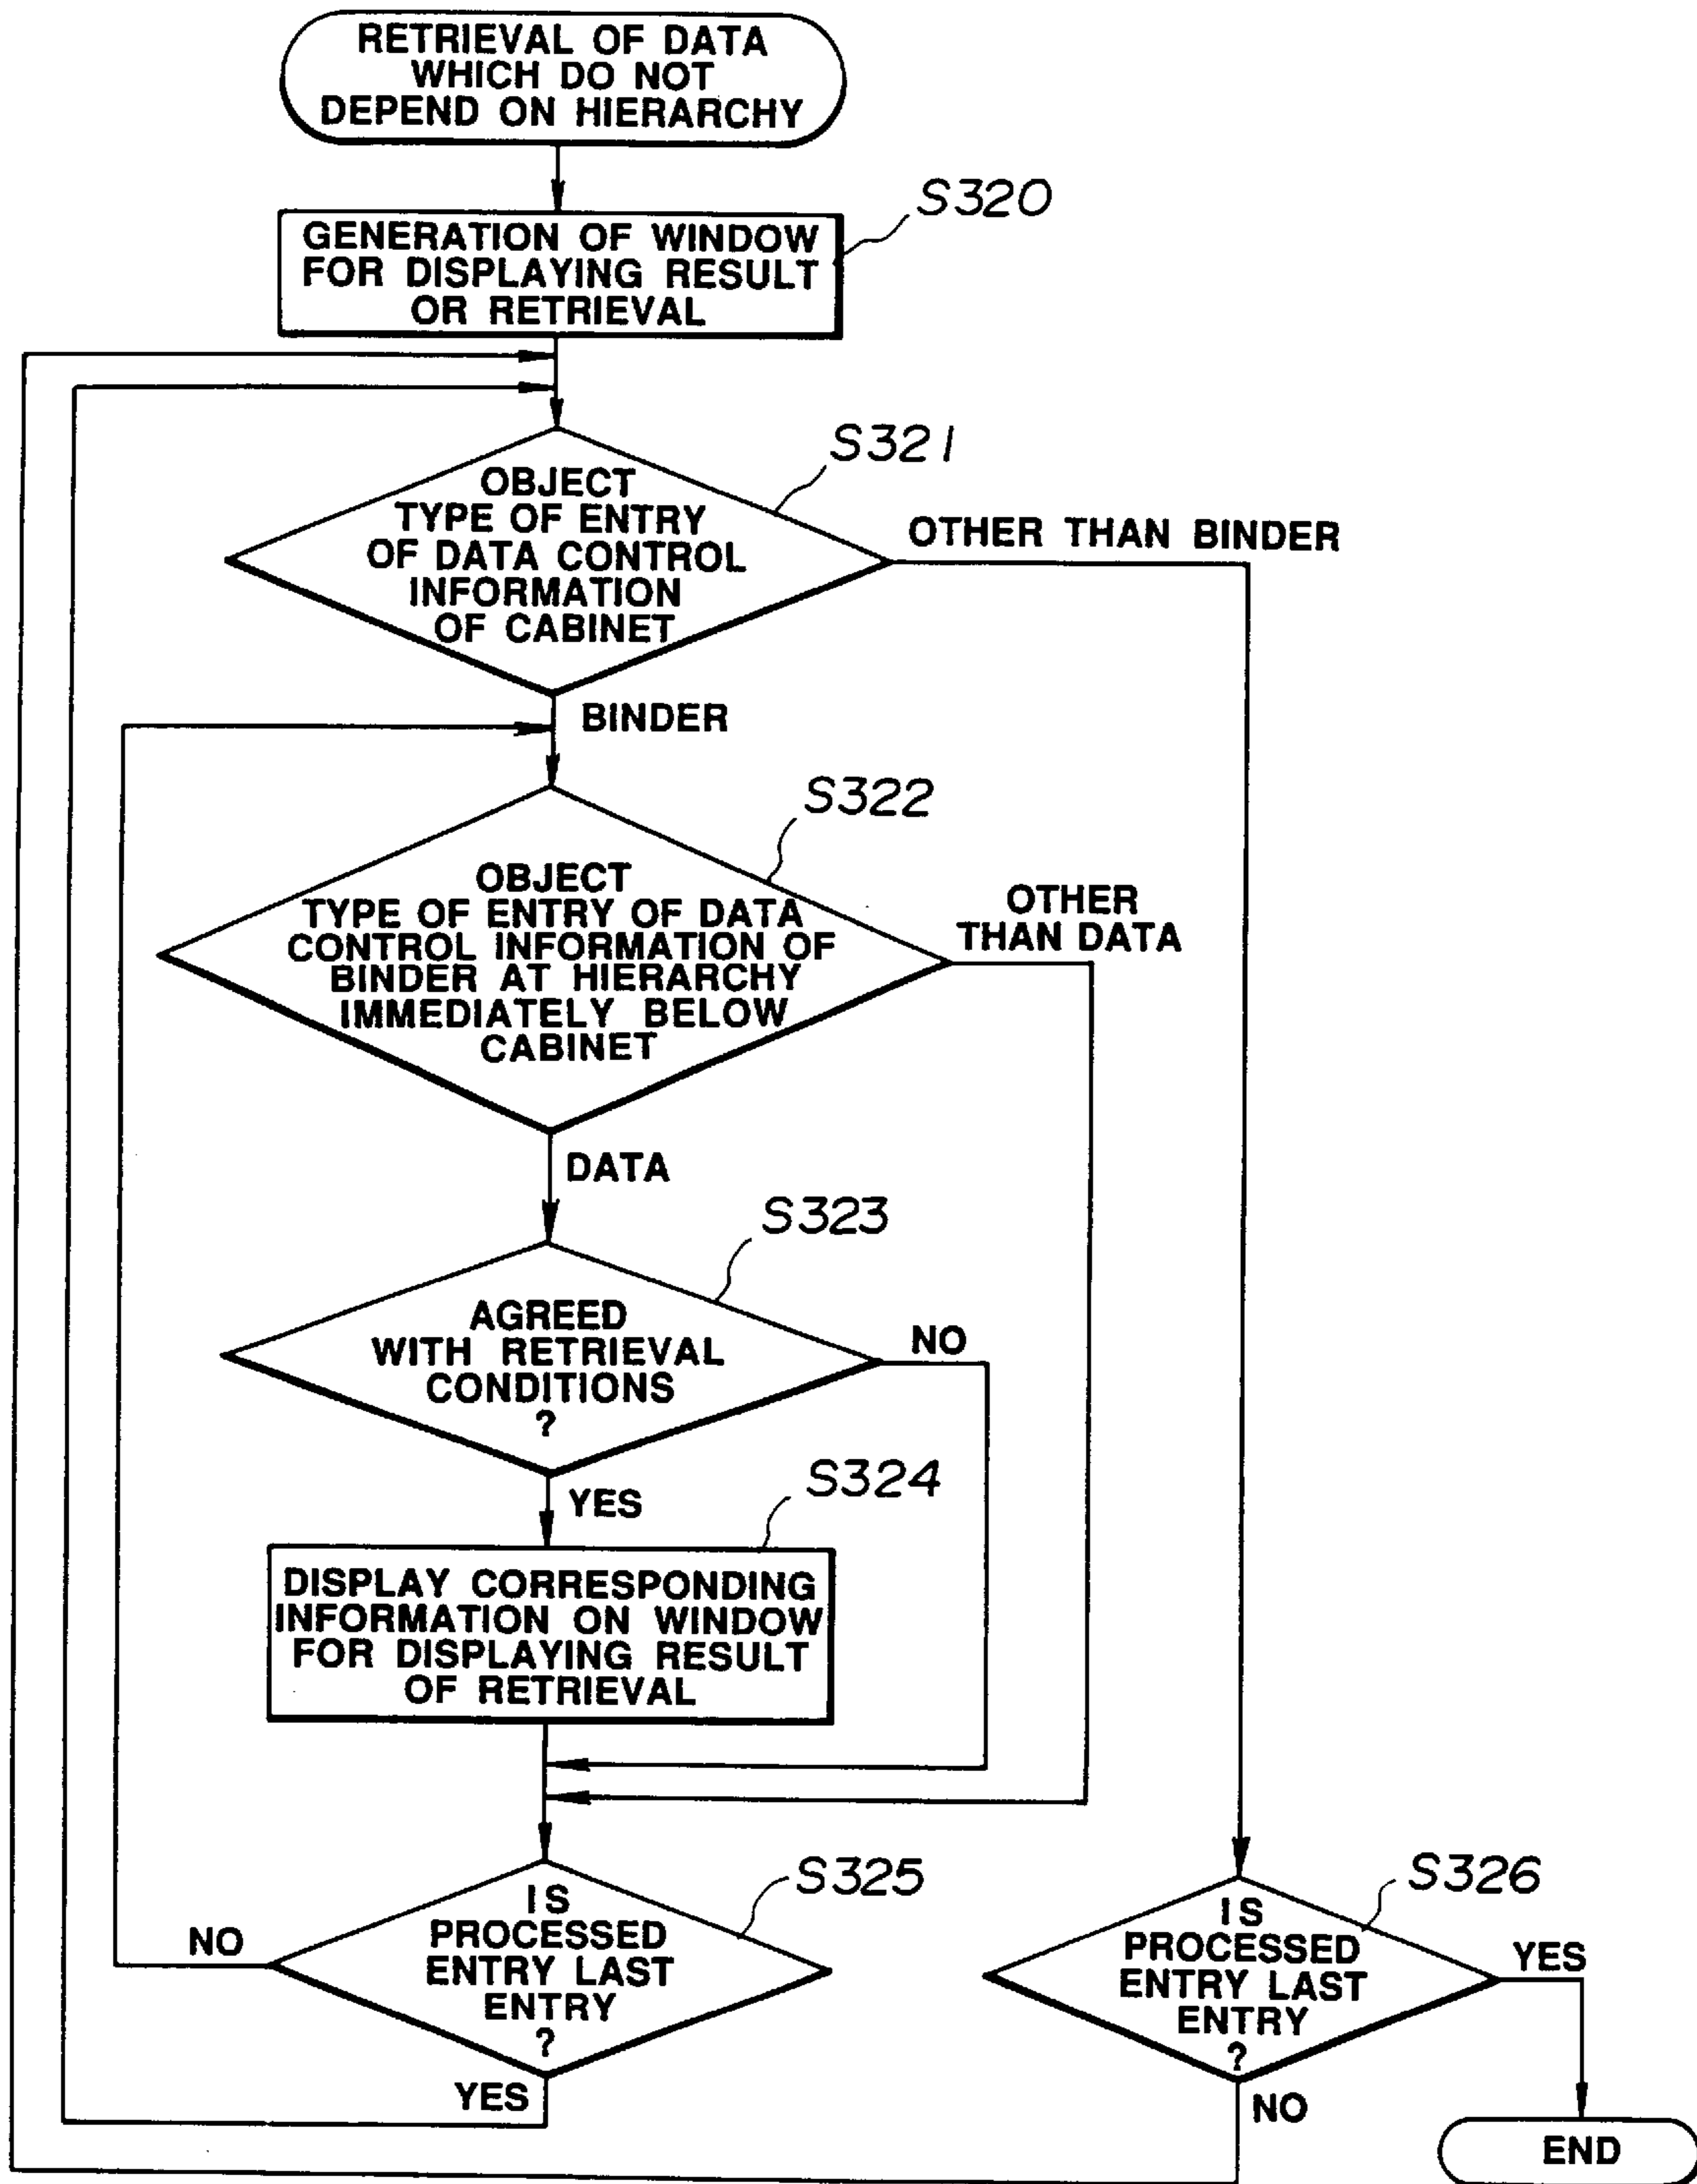 RETRIEVAL OF DATA
WHICH DO NOT
DEPEND ON HIERARCHY
S320
GENERATION OF WINDOW
FOR DISPLAYING RESULT
OR RETRIEVAL
S321
OBJECT
TYPE OF ENTRY
OF DATA CONTROL
INFORMATION
OF CABINET
OTHER THAN BINDER
BINDER
S322
OBJECT
TYPE OF ENTRY OF DATA
CONTROL INFORMATION OF
BINDER AT HIERARCHY
IMMEDIATELY BELOW
CABINET
OTHER
THAN DATA
DATA
S323
AGREED
WITH RETRIEVAL
CONDITIONS
?
NO
YES
S324
DISPLAY CORRESPONDING
INFORMATION ON WINDOW
FOR DISPLAYING RESULT
OF RETRIEVAL
S325
IS
PROCESSED
ENTRY LAST
ENTRY
?
NO
YES
S326
IS
PROCESSED
ENTRY LAST
ENTRY
?
YES
NO
END